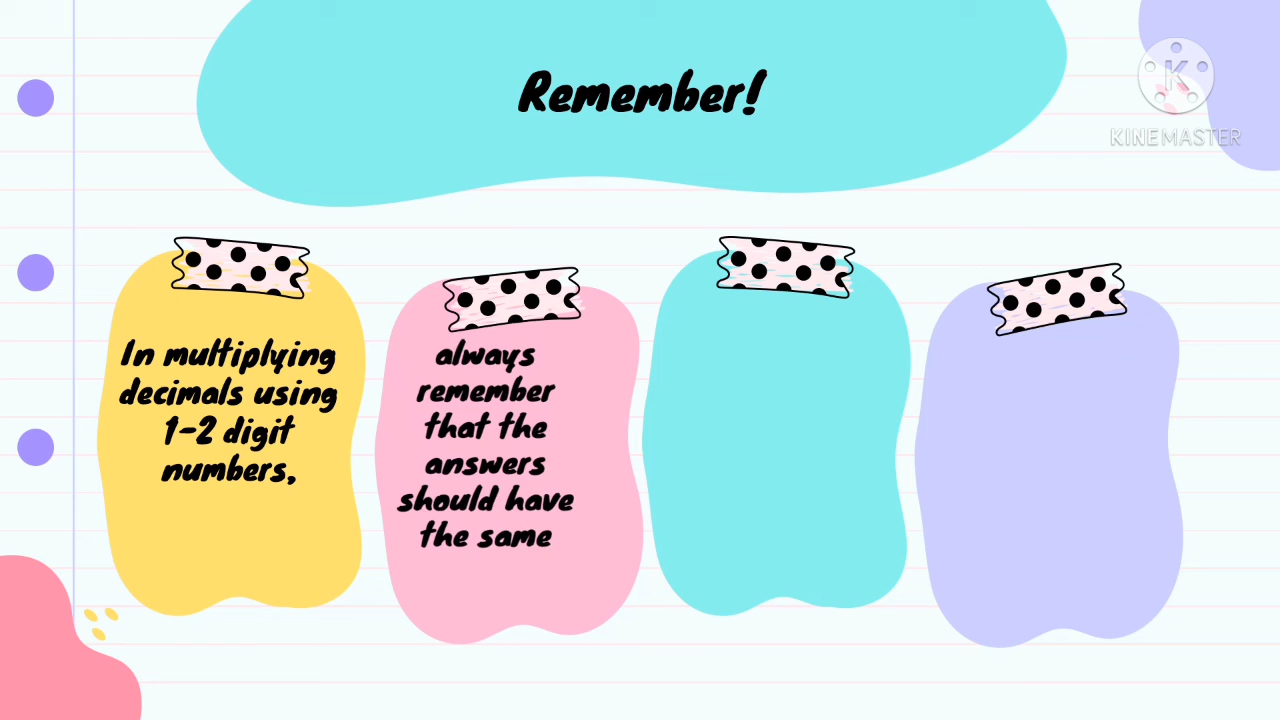 Remember!
KINEMASTER
In multiplying
decimals using
1-2 digit
numbers,
always
remember
that the
answers
should have
the same